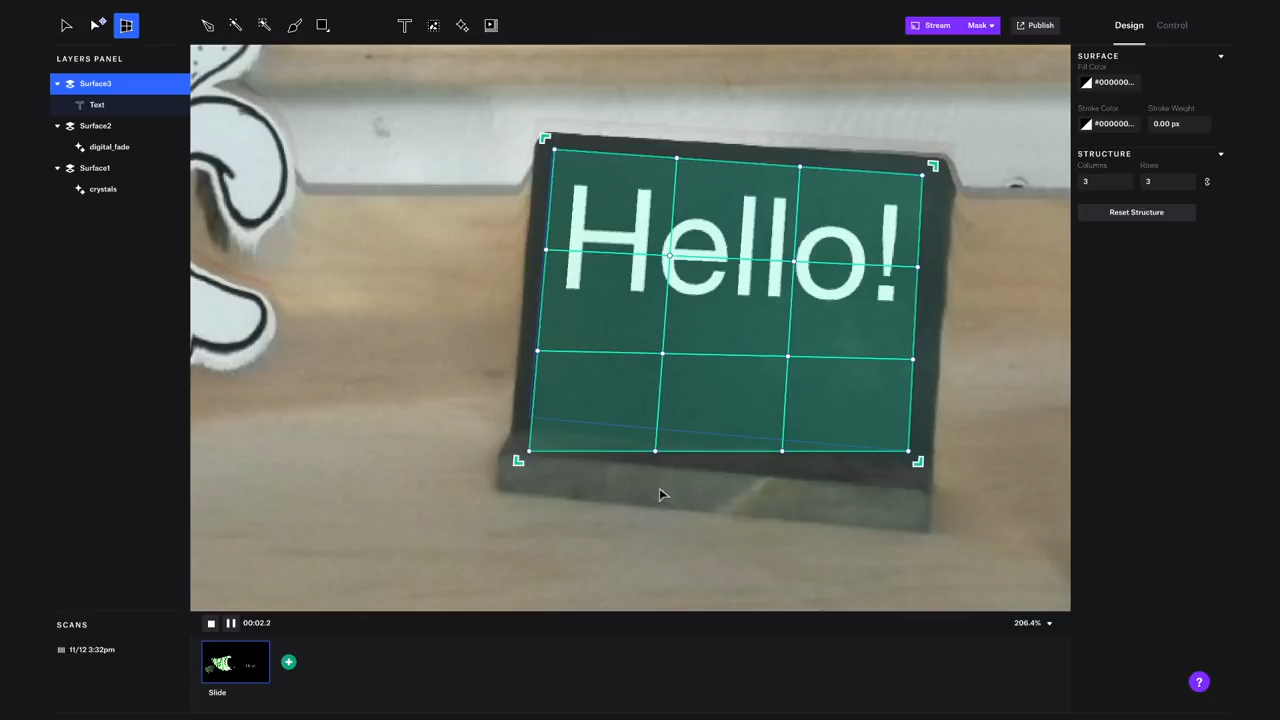 Stream
Mask
Publish
Design
Control
LAYERS PANEL
Surface3
Text
Surface2
digital_fade
Surface1
crystals
Hello!
SURFACE
Fill Color
#000000...
Stroke Color
Stroke Weight
#000000...
0.00 px
STRUCTURE
Columns
Rows
3
3
Reset Structure
SCANS
11/12 3:32pm
00:02.2
206.4%
Slide
?